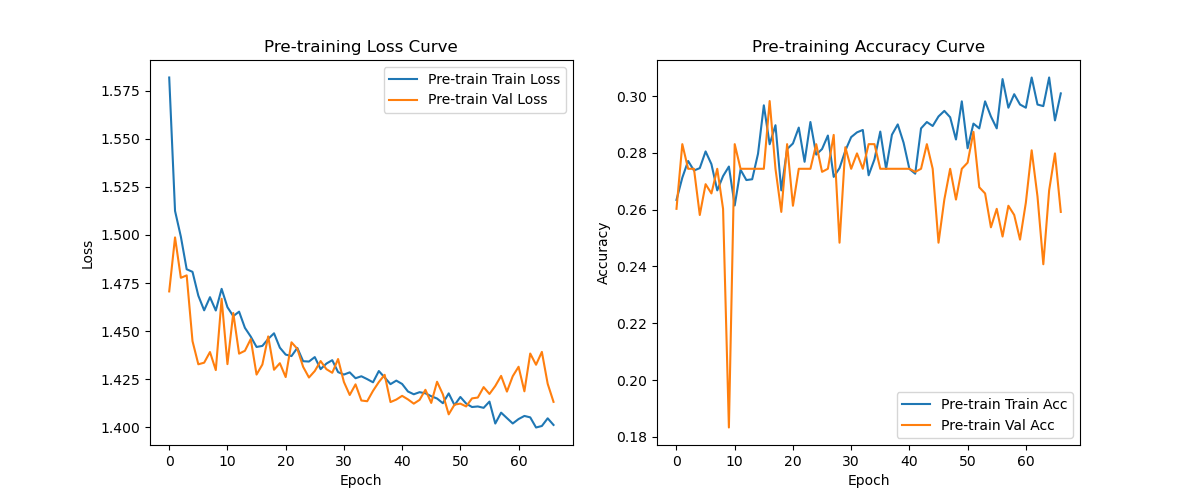 Pre-training Loss Curve
Pre-train Train Loss
Pre-train Val Loss
1.575
1.550
1.525
1.500
1.475
1.450
1.425
1.400
Loss
0 10 20 30 40 50 60
Epoch
Pre-training Accuracy Curve
0.30
0.28
0.26
0.24
0.22
0.20
0.18
Accuracy
Pre-train Train Acc
Pre-train Val Acc
0 10 20 30 40 50 60
Epoch